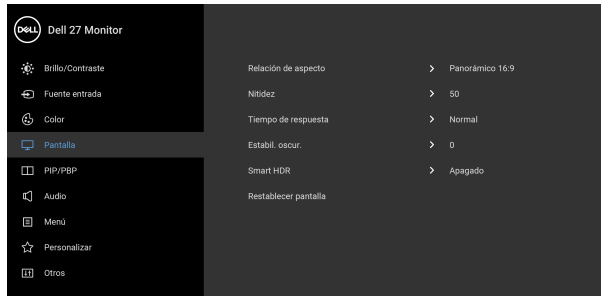 DELL Dell 27 Monitor
Brillo/Contraste
Relación de aspecto Panorámico 16:9
Fuente entrada
Nitidez 50
Color
Tiempo de respuesta Normal
Pantalla
Estabil. oscur. 0
PIP/PBP
Smart HDR Apagado
Audio
Restablecer pantalla
Menú
Personalizar
Otros